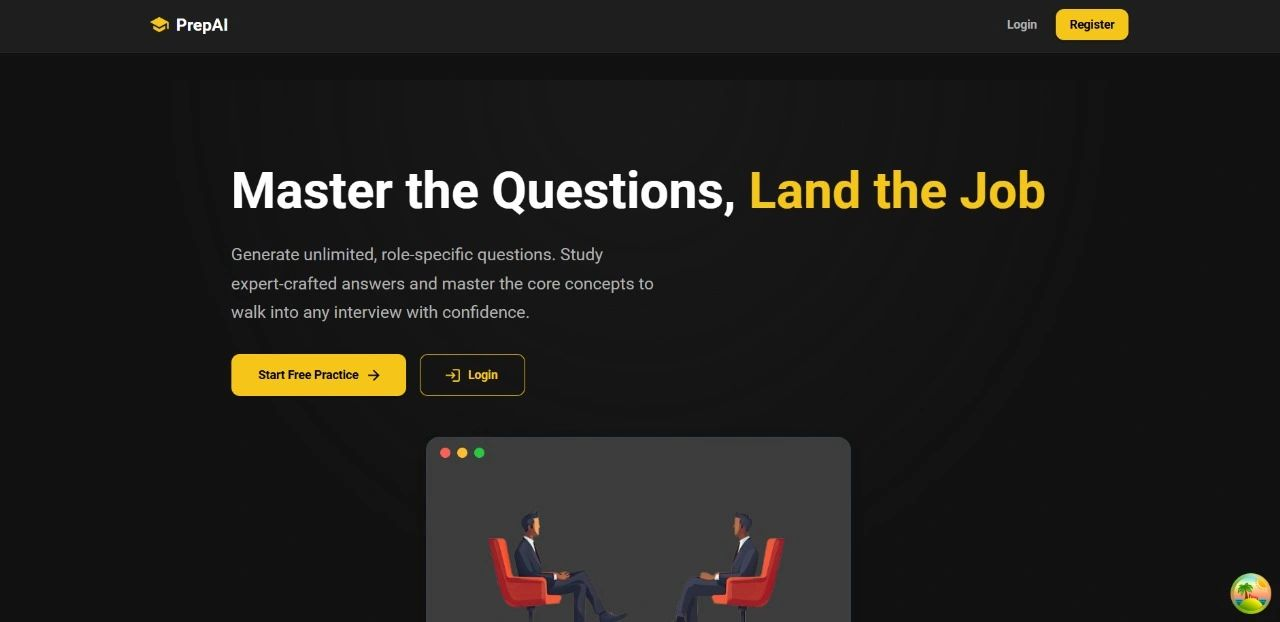 PrepAI
Login
Register
Master the Questions, Land the Job
Generate unlimited, role-specific questions. Study
expert-crafted answers and master the core concepts to
walk into any interview with confidence.
Start Free Practice
Login